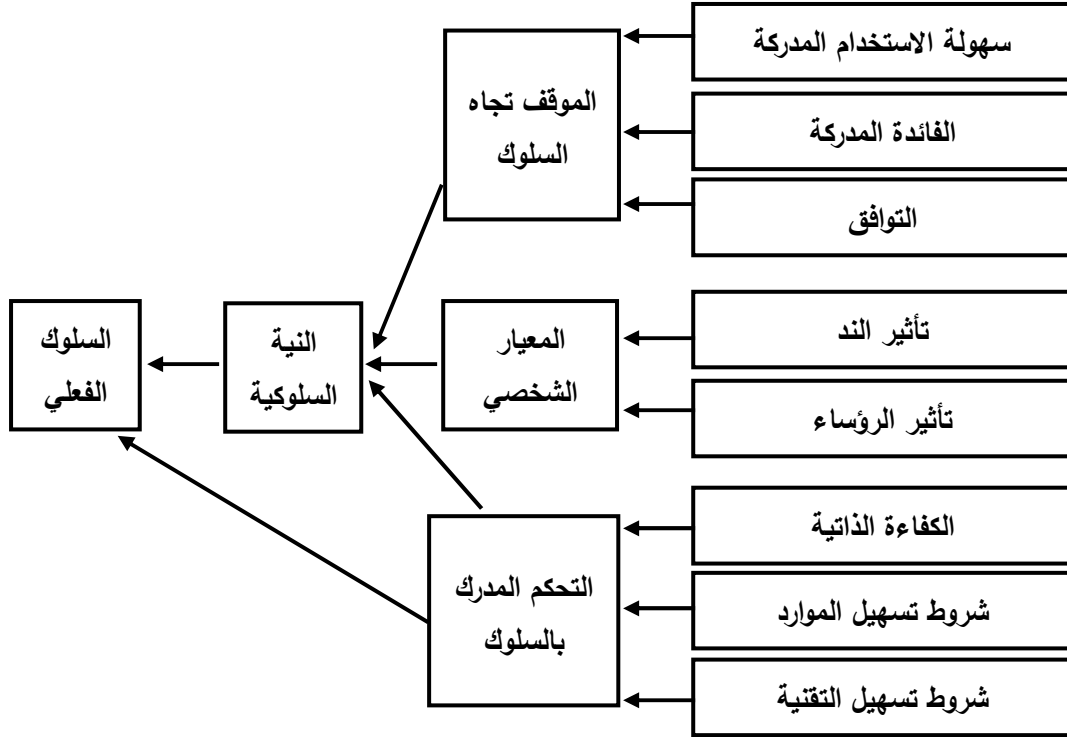 سهولة الاستخدام المدركة
الفائدة المدركة
التوافق
تأثير الند
تأثير الرؤساء
الكفاءة الذاتية
شروط تسهيل الموارد
شروط تسهيل التقنية
الموقف تجاه
السلوك
المعيار
الشخصي
التحكم المدرك
بالسلوك
النية
السلوكية
السلوك
الفعلي